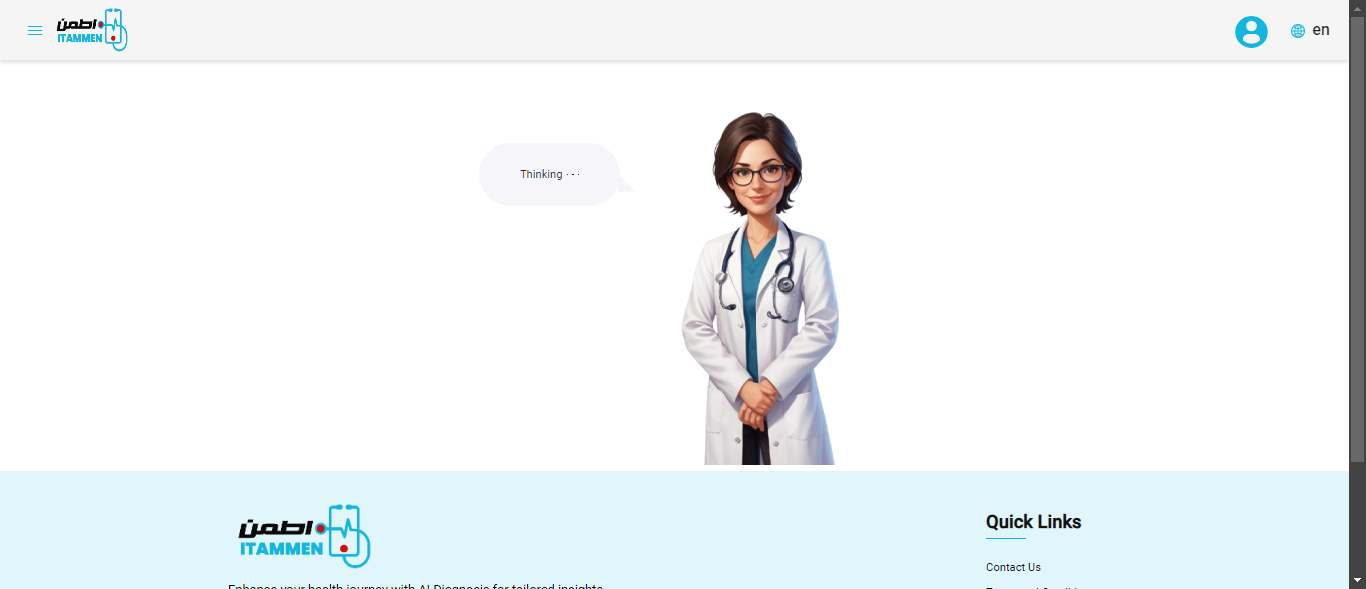 اطمن
ITAMMEN
en
Thinking · · ·
اطمن
ITAMMEN
Quick Links
Contact Us
Enhance your health journey with AI Diagnosis for tailored insights